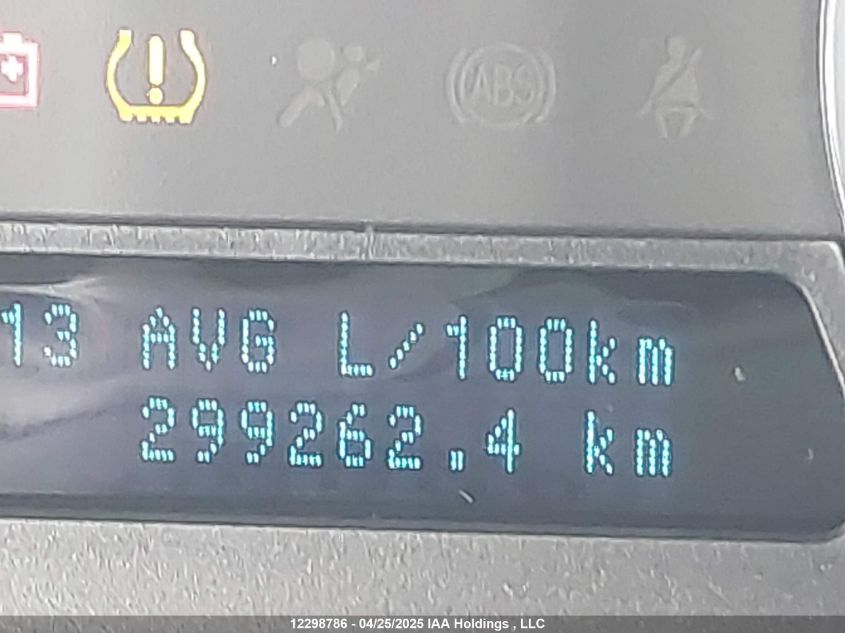 ABS
13 AVG L/100km
299262.4 km
12298786 - 04/25/2025 IAA Holdings , LLC